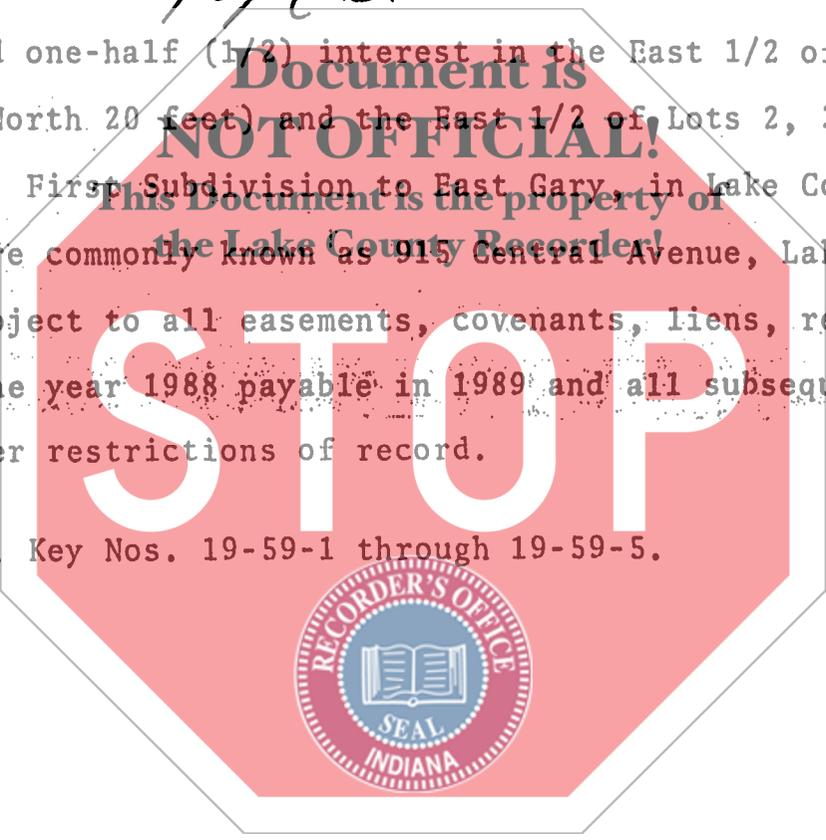 one-half (1/2) interest in the East 1/2
Document is
North 20 feet) and the East 1/2 of Lots 2,
NOT OFFICIAL!
First Subdivision to East Gary, in Lake Co
This Document is the property of
commonly known as 915 Central Avenue, Lak
the Lake County Recorder!
bject to all easements, covenants, liens, re
year 1988 payable in 1989 and all subsequ
er restrictions of record.
STOP
Key Nos. 19-59-1 through 19-59-5.
RECORDER'S OFFICE
SEAL
INDIANA